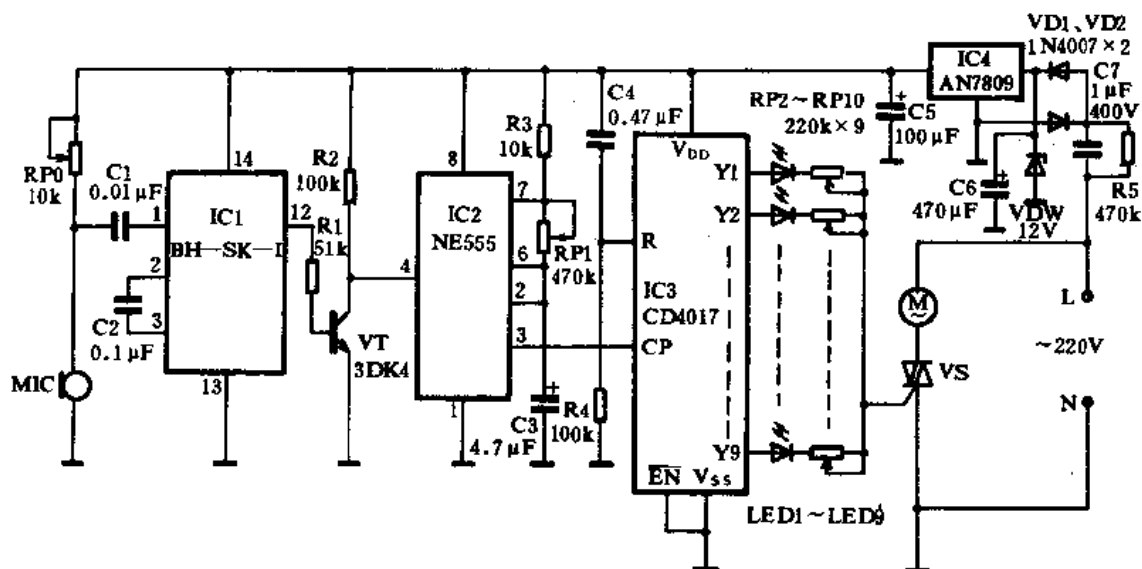 VD1、VD2
1N4007×2
IC4
AN7809
C7
1μF
400V
RP2~RP10
220k×9
C5
100μF
C4
0.47μF
R3
10k
R2
100k
RP0
10k
C1
0.01μF
14
1
IC1
BH—SK—I
12
R1
51k
2
3
C2
0.1μF
13
MIC
VT
3DK4
8
IC2
NE555
4
7
6
2
3
1
RP1
470k
C3
4.7μF
R4
100k
VDD
R
IC3
CD4017
CP
Y1
Y2
Y9
EN VSS
LED1~LED9
C6
470μF
VDW
12V
R5
470k
M
~
VS
L
~220V
N